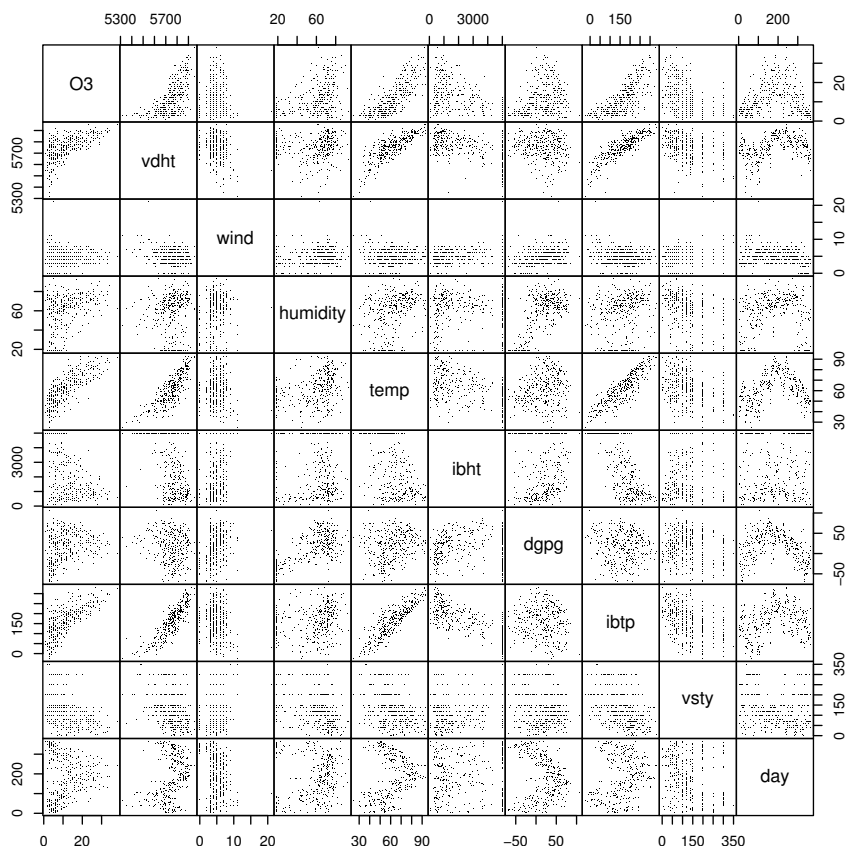 5300 5700 20 60 0 3000 0 150 0 200
O3 0 20
5300 5700 vdht
wind 0 10 20
20 60 humidity
temp 30 60 90
0 3000 ibht
dgpg −50 50
0 150 ibtp
vsty 0 150 350
0 200 day
0 20 0 10 20 30 60 90 −50 50 0 150 350